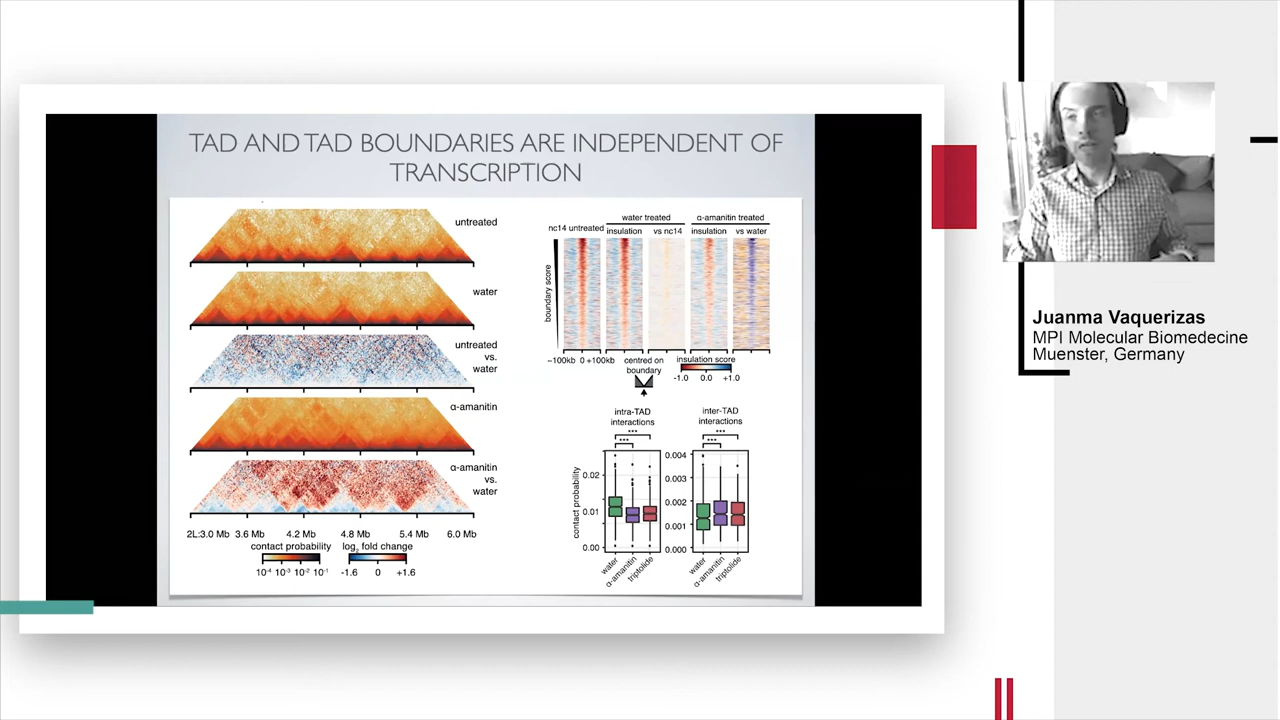 TAD AND TAD BOUNDARIES ARE INDEPENDENT OF
TRANSCRIPTION
untreated
water
untreated
vs.
water
α-amanitin
α-amanitin
vs.
water
2L:3.0 Mb 3.6 Mb 4.2 Mb 4.8 Mb 5.4 Mb 6.0 Mb
contact probability
10⁻⁴ 10⁻³ 10⁻² 10⁻¹
log₂ fold change
-1.6 0 +1.6
water treated
α-amanitin treated
nc14 untreated
insulation
vs nc14
insulation
vs water
boundary score
−100kb 0 +100kb
centred on
boundary
insulation score
-1.0 0.0 +1.0
intra-TAD
interactions
***
***
contact probability
0.02
0.01
0.00
water
α-amanitin
triptolide
inter-TAD
interactions
***
***
0.004
0.003
0.002
0.001
0.000
water
α-amanitin
triptolide
Juanma Vaquerizas
MPI Molecular Biomedecine
Muenster, Germany